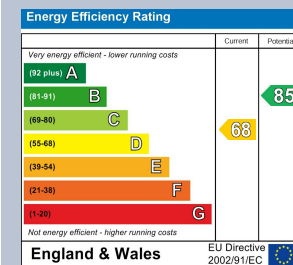 Energy Efficiency Rating
Current Potential
Very energy efficient - lower running costs
(92 plus) A
(81-91) B 85
(69-80) C
(55-68) D 68
(39-54) E
(21-38) F
(1-20) G
Not energy efficient - higher running costs
England & Wales
EU Directive
2002/91/EC